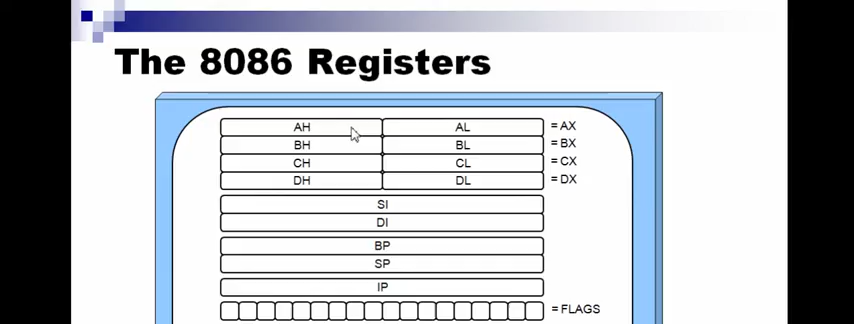 The 8086 Registers
AH AL = AX
BH BL = BX
CH CL = CX
DH DL = DX
SI
DI
BP
SP
IP
= FLAGS